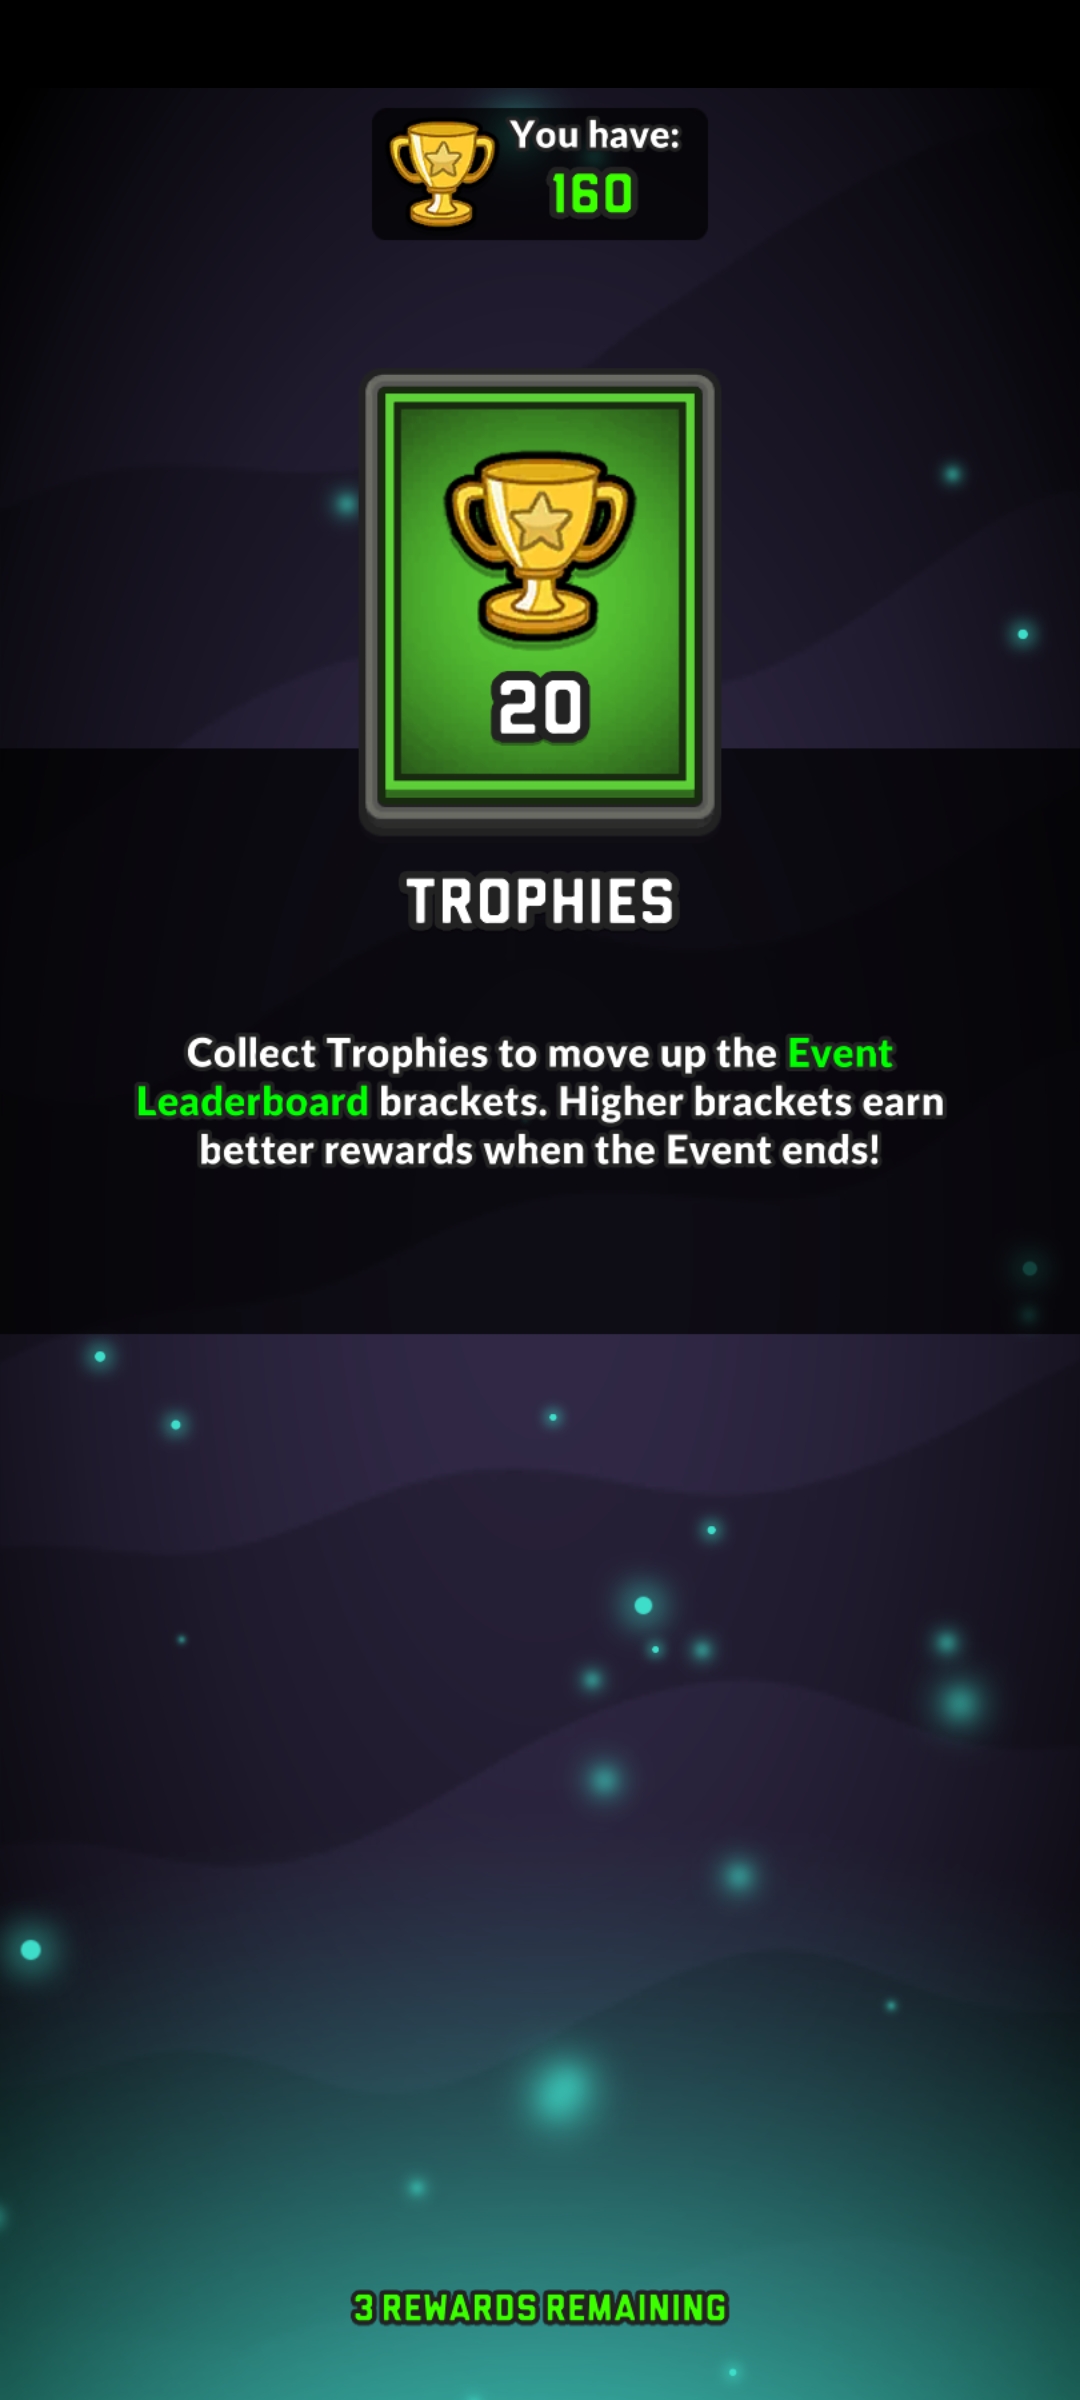 You have:
160
20
TROPHIES
Collect Trophies to move up the Event
Leaderboard brackets. Higher brackets earn
better rewards when the Event ends!
3 REWARDS REMAINING